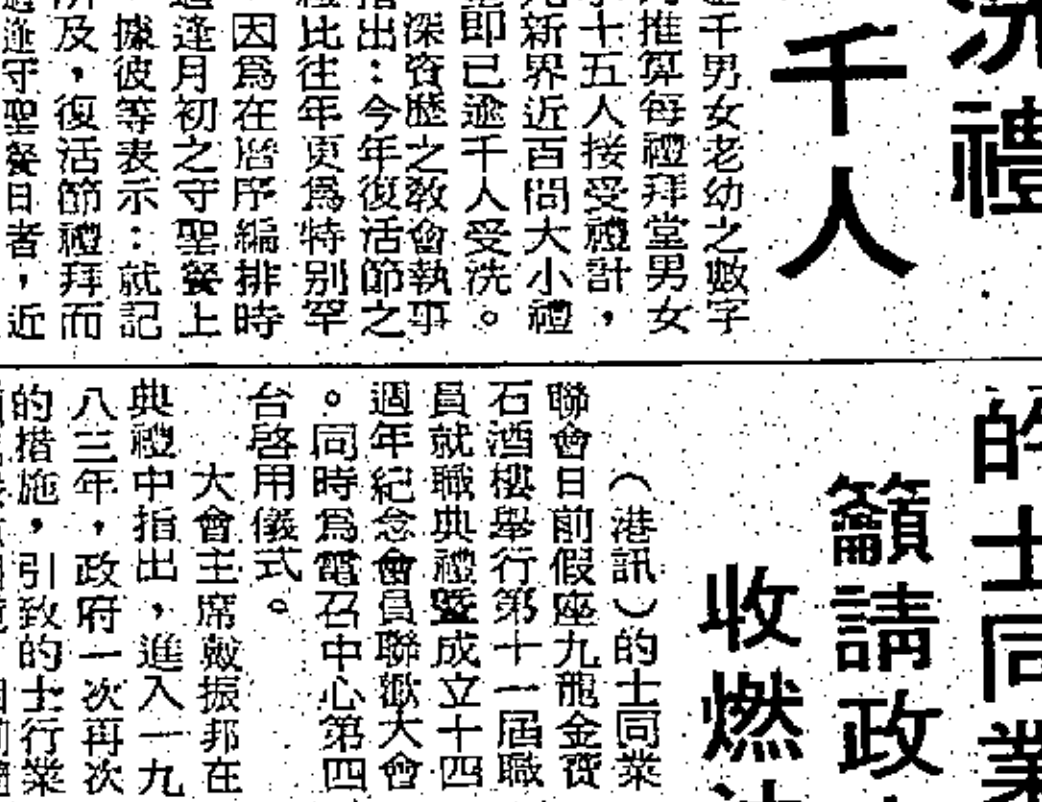 洗禮
千人
千男女老幼之數字
推算每禮拜堂男女
十五人接受禮計，
新界近百間大小禮
即已逾千人受洗。
深資歷之教會執事
指出：今年復活節之
比往年更爲特別罕
因爲在曆序編排時
逢月初之守聖餐上
據彼等表示：就記
所及，復活節禮拜而
逢守聖餐日者，近
的士同業
籲請政
收燃
（港訊）的士同業
聯會日前假座九龍金寶
石酒樓舉行第十一屆職
員就職典禮暨成立十四
週年紀念會員聯歡大會
。同時爲電召中心第四
台啓用儀式。
大會主席戴振邦在
典禮中指出，進入一九
八三年，政府一次再次
的措施，引致的士行業